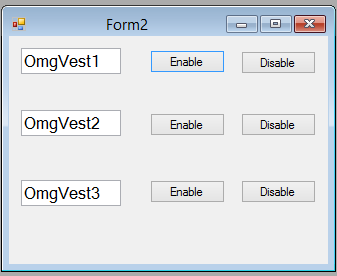 Form2
OmgVest1 Enable Disable
OmgVest2 Enable Disable
OmgVest3 Enable Disable